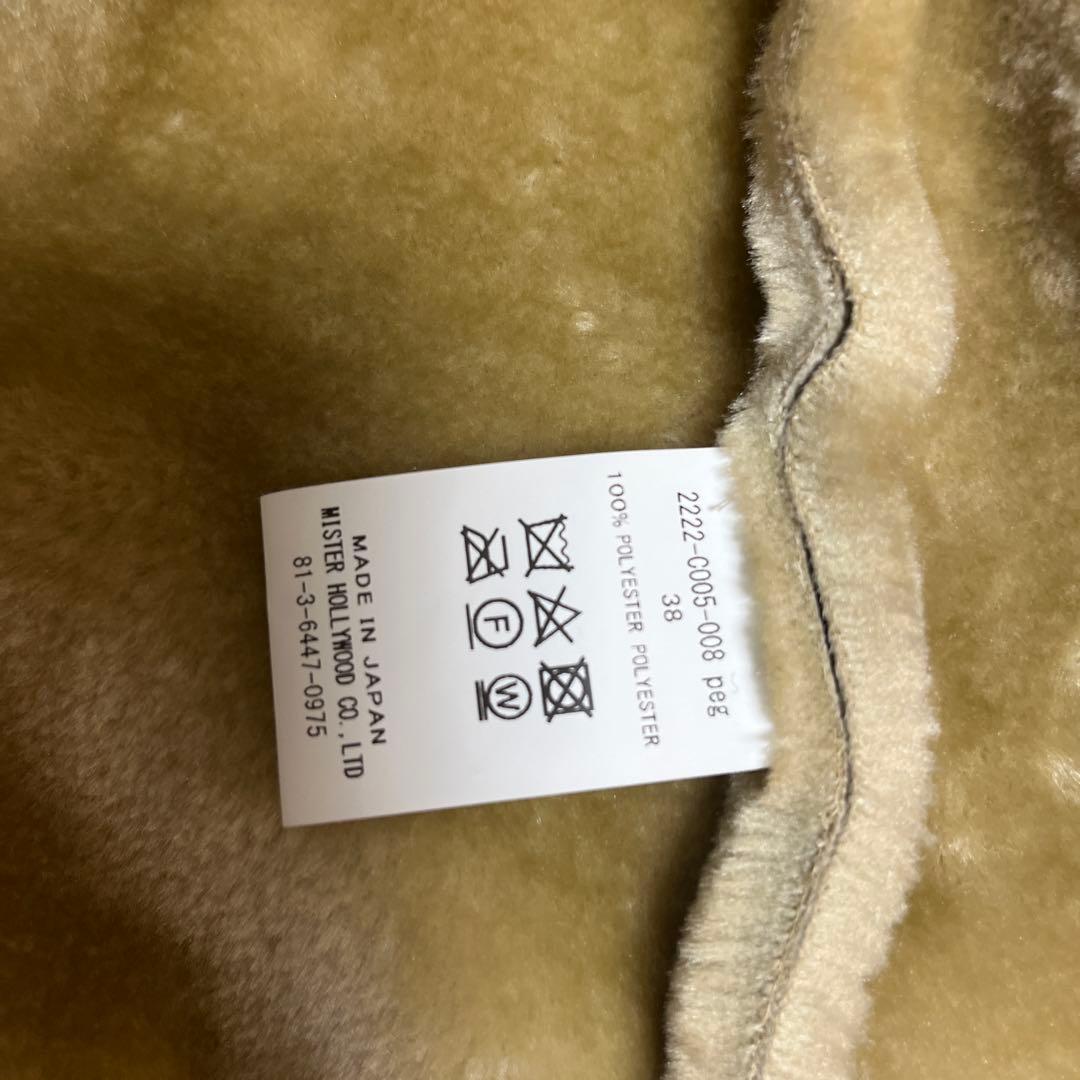 2222-C005-008 peg
38
100% POLYESTER POLYESTER
F W
MADE IN JAPAN
MISTER HOLLYWOOD CO.,LTD
81-3-6447-0975